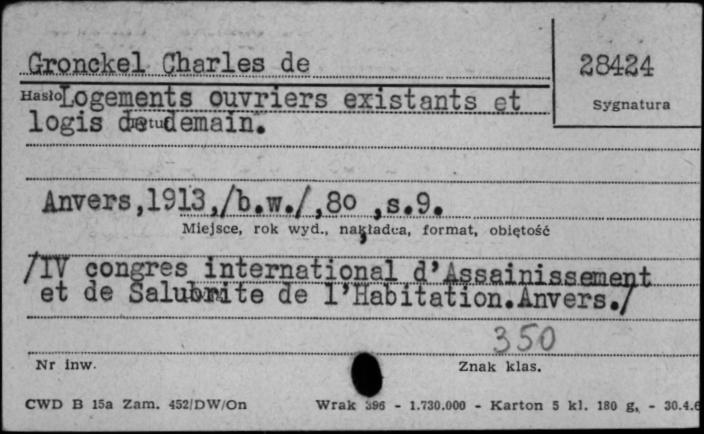 Gronckel Charles de
28424
Hasło
Sygnatura
Logements ouvriers existants et
logis de demain.
Anvers,1913,/b.w./,8o ,s.9.
Miejsce, rok wyd., nakładca, format, objętość
/IV congres international d'Assainissement
et de Salubrite de l'Habitation.Anvers./
350
Nr inw.
Znak klas.
CWD B 15a Zam. 452/DW/On
Wrak 396 - 1.730.000 - Karton 5 kl. 180 g. - 30.4.6